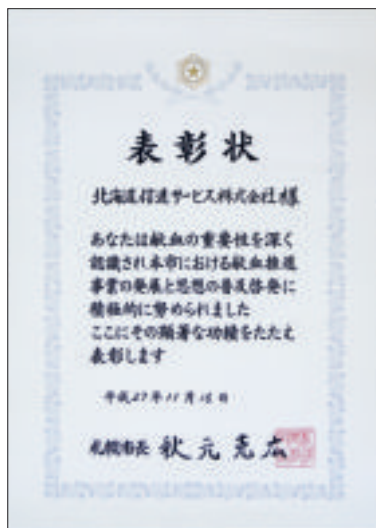 表彰状
北海道信進サービス株式会社様
あなたは献血の重要性を深く
認識され本市における献血推進
事業の発展と思想の普及啓発に
積極的に努められました
ここにその顕著な功績をたたえ
表彰します
平成27年11月18日
札幌市長 秋元克広